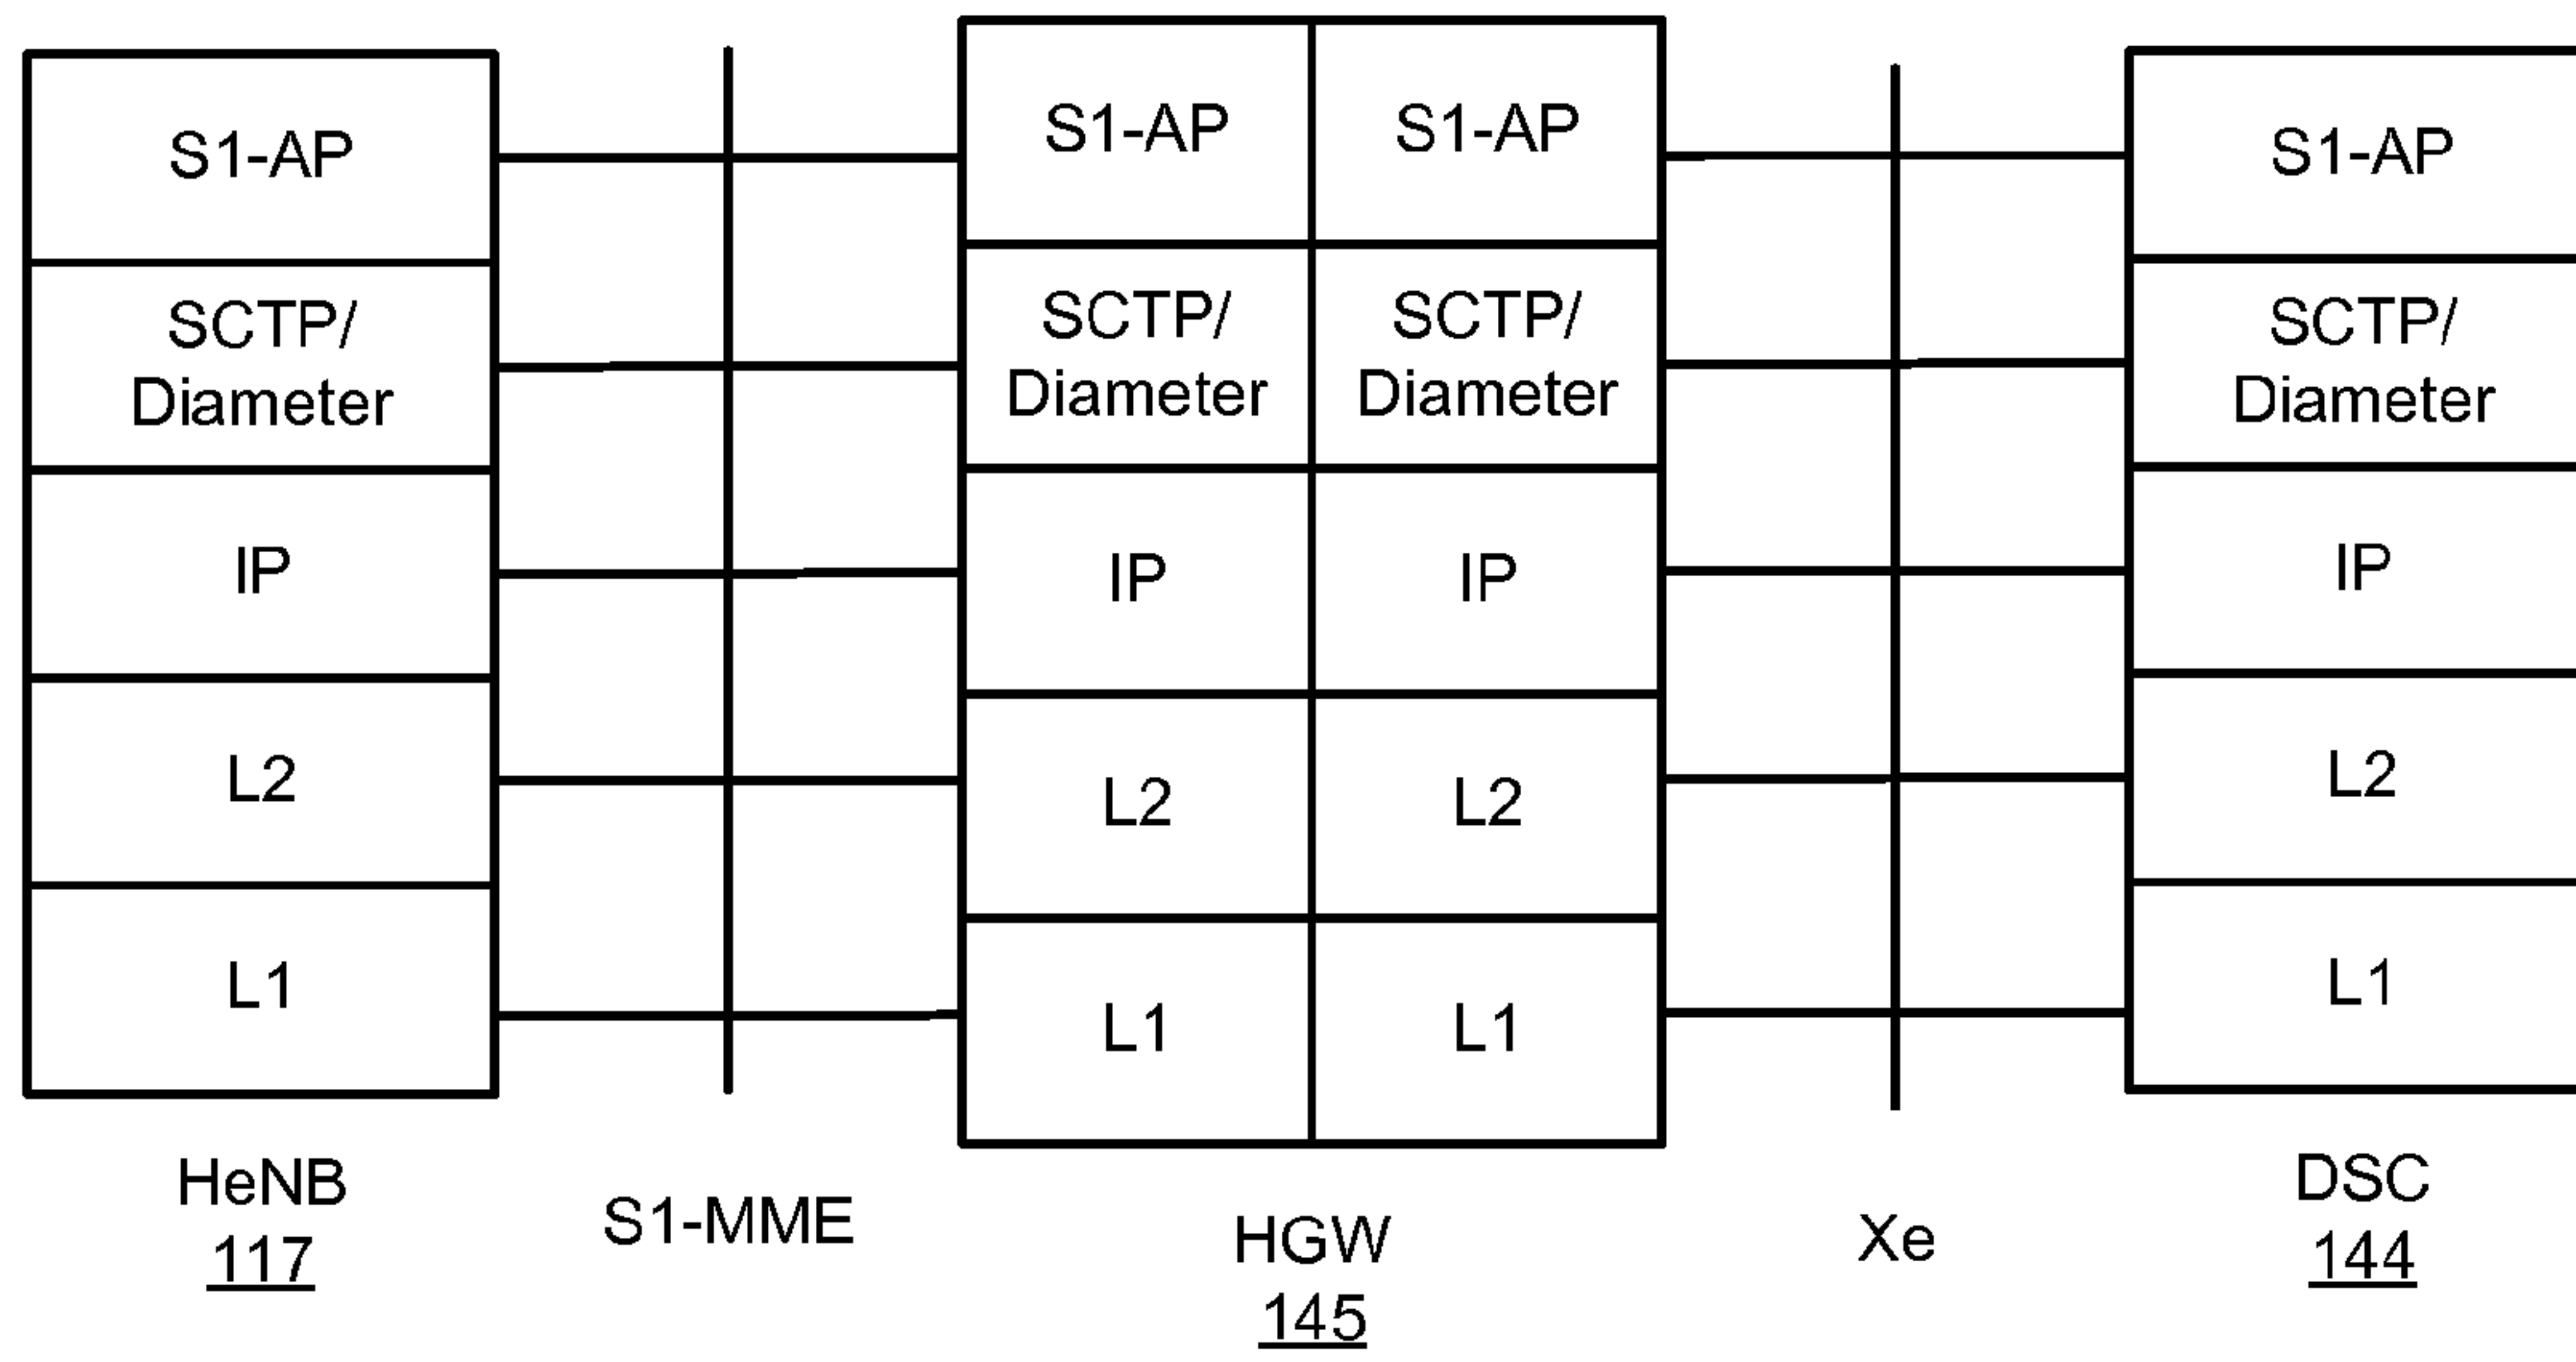 S1-AP
SCTP/
Diameter
IP
L2
L1
HeNB
117
S1-MME
S1-AP
S1-AP
SCTP/
Diameter
SCTP/
Diameter
IP
IP
L2
L2
L1
L1
HGW
145
Xe
S1-AP
SCTP/
Diameter
IP
L2
L1
DSC
144